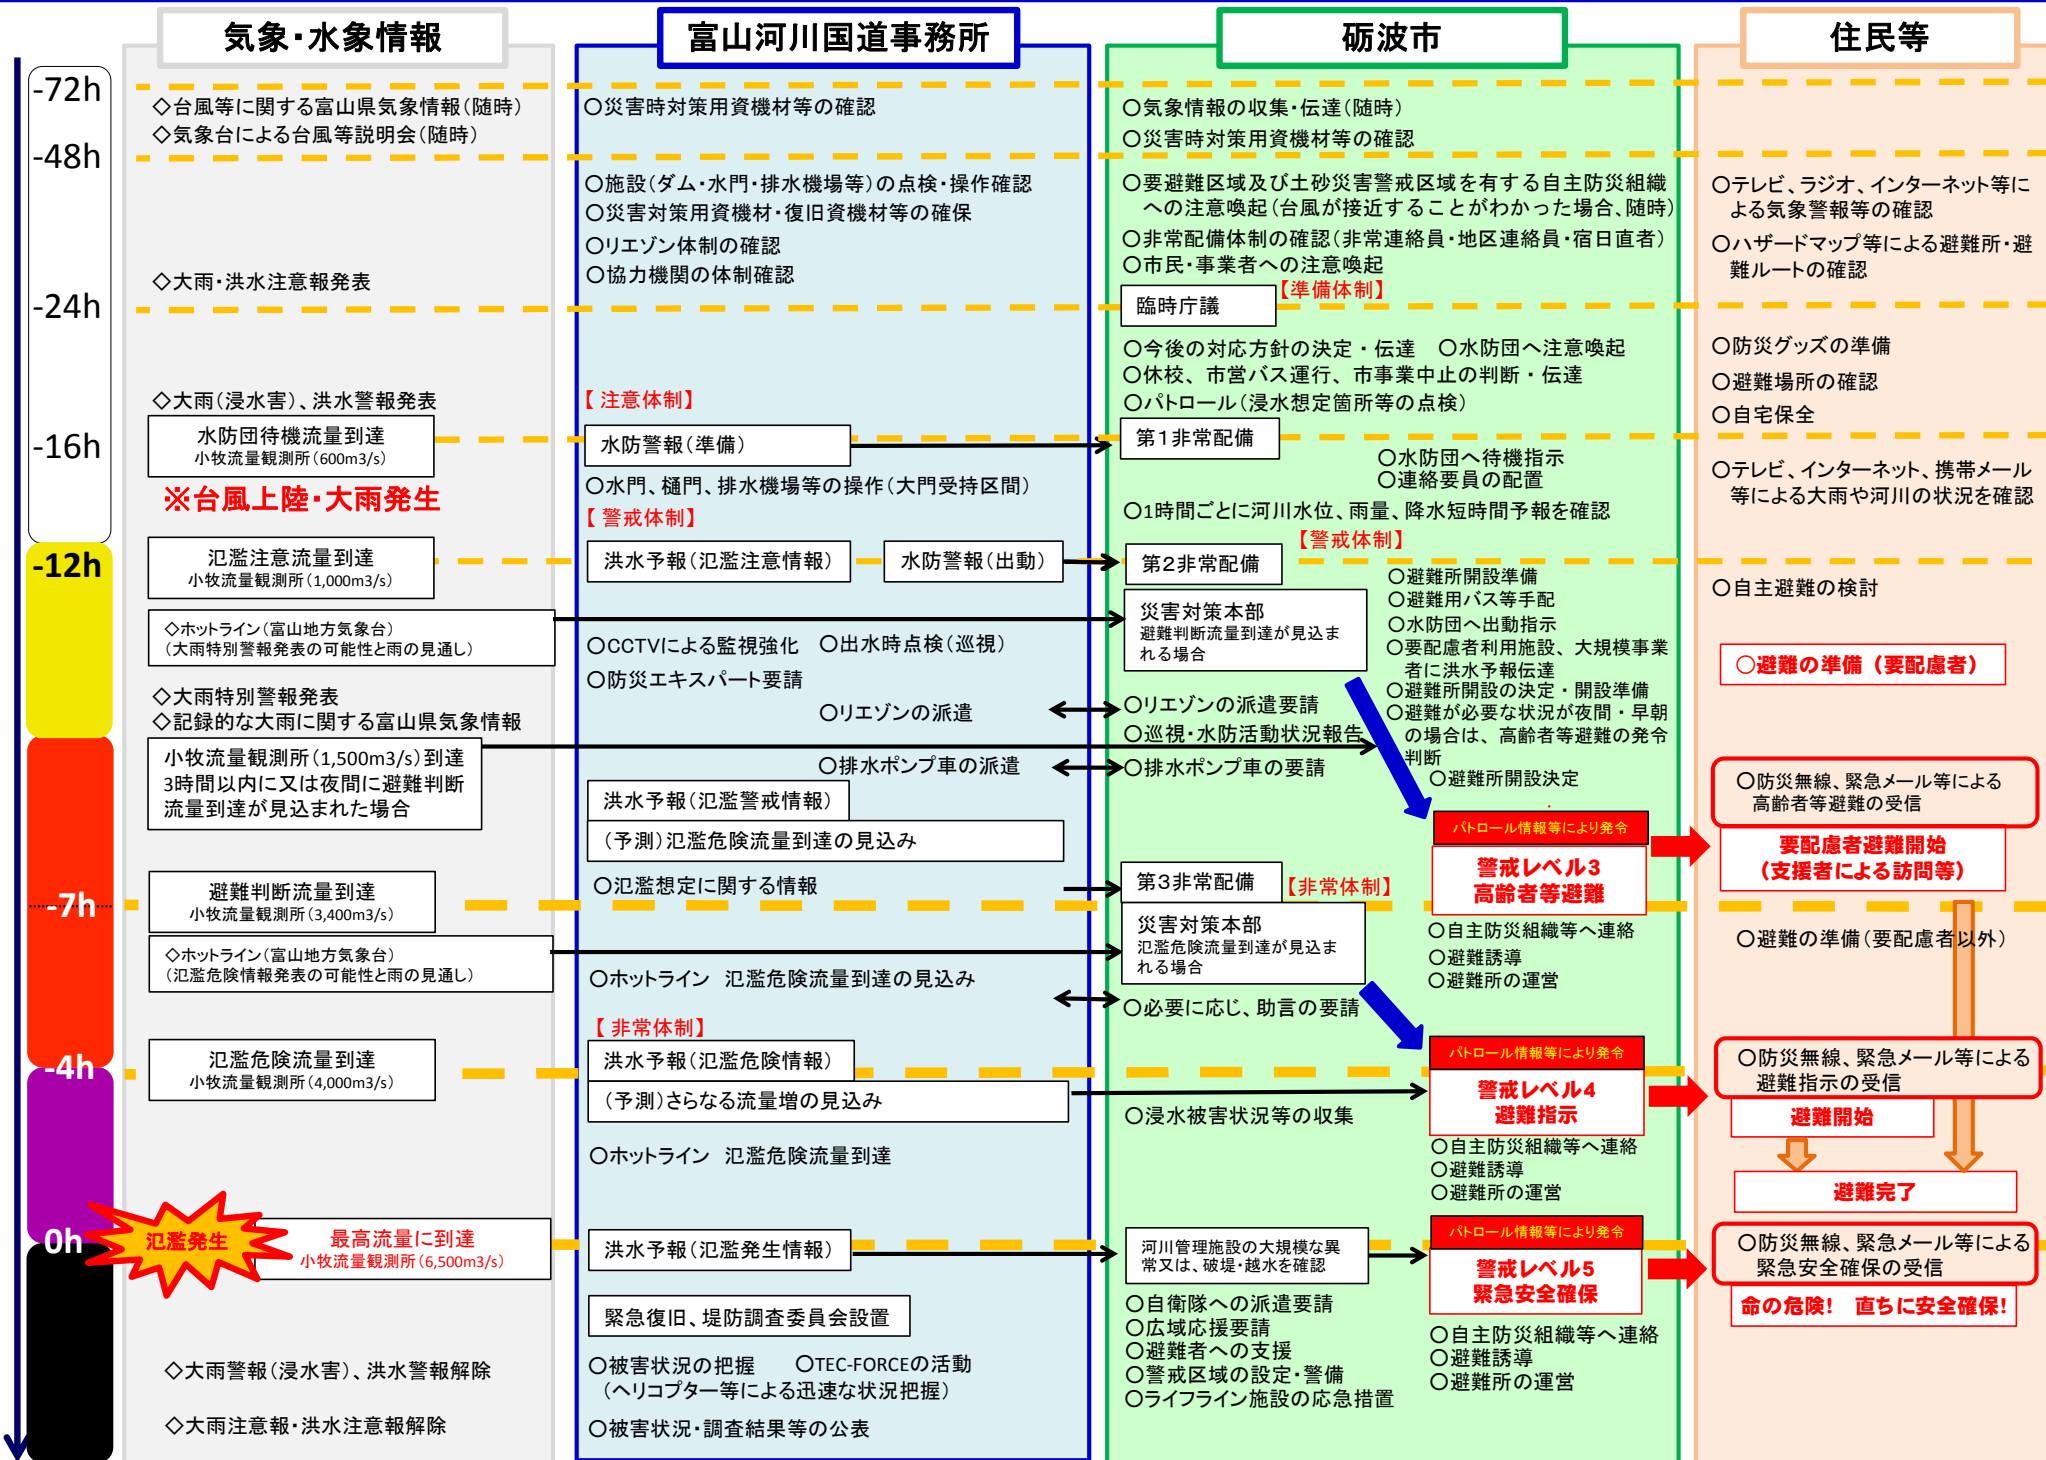 気象・水象情報
富山河川国道事務所
砺波市
住民等
-72h
-48h
-24h
-16h
-12h
-7h
-4h
0h
◇台風等に関する富山県気象情報(随時)
◇気象台による台風等説明会(随時)
◇大雨・洪水注意報発表
◇大雨(浸水害)、洪水警報発表
水防団待機流量到達
小牧流量観測所(600m3/s)
※台風上陸・大雨発生
氾濫注意流量到達
小牧流量観測所(1,000m3/s)
◇ホットライン(富山地方気象台)
(大雨特別警報発表の可能性と雨の見通し)
◇大雨特別警報発表
◇記録的な大雨に関する富山県気象情報
小牧流量観測所(1,500m3/s)到達
3時間以内に又は夜間に避難判断
流量到達が見込まれた場合
避難判断流量到達
小牧流量観測所(3,400m3/s)
◇ホットライン(富山地方気象台)
(氾濫危険情報発表の可能性と雨の見通し)
氾濫危険流量到達
小牧流量観測所(4,000m3/s)
氾濫発生
最高流量に到達
小牧流量観測所(6,500m3/s)
◇大雨警報(浸水害)、洪水警報解除
◇大雨注意報・洪水注意報解除
○災害時対策用資機材等の確認
○施設(ダム・水門・排水機場等)の点検・操作確認
○災害対策用資機材・復旧資機材等の確保
○リエゾン体制の確認
○協力機関の体制確認
【注意体制】
水防警報(準備)
○水門、樋門、排水機場等の操作(大門受持区間)
【警戒体制】
洪水予報(氾濫注意情報)
水防警報(出動)
○CCTVによる監視強化 ○出水時点検(巡視)
○防災エキスパート要請
○リエゾンの派遣
○排水ポンプ車の派遣
洪水予報(氾濫警戒情報)
(予測)氾濫危険流量到達の見込み
○氾濫想定に関する情報
○ホットライン 氾濫危険流量到達の見込み
【非常体制】
洪水予報(氾濫危険情報)
(予測)さらなる流量増の見込み
○ホットライン 氾濫危険流量到達
洪水予報(氾濫発生情報)
緊急復旧、堤防調査委員会設置
○被害状況の把握 ○TEC-FORCEの活動
(ヘリコプター等による迅速な状況把握)
○被害状況・調査結果等の公表
○気象情報の収集・伝達(随時)
○災害時対策用資機材等の確認
○要避難区域及び土砂災害警戒区域を有する自主防災組織
への注意喚起(台風が接近することがわかった場合、随時)
○非常配備体制の確認(非常連絡員・地区連絡員・宿日直者)
○市民・事業者への注意喚起
臨時庁議
【準備体制】
○今後の対応方針の決定・伝達 ○水防団へ注意喚起
○休校、市営バス運行、市事業中止の判断・伝達
○パトロール(浸水想定箇所等の点検)
第1非常配備
○水防団へ待機指示
○連絡要員の配置
○1時間ごとに河川水位、雨量、降水短時間予報を確認
【警戒体制】
第2非常配備
災害対策本部
避難判断流量到達が見込ま
れる場合
○避難所開設準備
○避難用バス等手配
○水防団へ出動指示
○要配慮者利用施設、大規模事業
者に洪水予報伝達
○避難所開設の決定・開設準備
○避難が必要な状況が夜間・早朝
の場合は、高齢者等避難の発令
判断
○避難所開設決定
○リエゾンの派遣要請
○巡視・水防活動状況報告
○排水ポンプ車の要請
パトロール情報等により発令
警戒レベル3
高齢者等避難
第3非常配備
【非常体制】
災害対策本部
氾濫危険流量到達が見込ま
れる場合
○自主防災組織等へ連絡
○避難誘導
○避難所の運営
○必要に応じ、助言の要請
パトロール情報等により発令
警戒レベル4
避難指示
○浸水被害状況等の収集
○自主防災組織等へ連絡
○避難誘導
○避難所の運営
河川管理施設の大規模な異
常又は、破堤・越水を確認
パトロール情報等により発令
警戒レベル5
緊急安全確保
○自衛隊への派遣要請
○広域応援要請
○避難者への支援
○警戒区域の設定・警備
○ライフライン施設の応急措置
○自主防災組織等へ連絡
○避難誘導
○避難所の運営
○テレビ、ラジオ、インターネット等に
よる気象警報等の確認
○ハザードマップ等による避難所・避
難ルートの確認
○防災グッズの準備
○避難場所の確認
○自宅保全
○テレビ、インターネット、携帯メール
等による大雨や河川の状況を確認
○自主避難の検討
○避難の準備(要配慮者)
○防災無線、緊急メール等による
高齢者等避難の受信
要配慮者避難開始
(支援者による訪問等)
○避難の準備(要配慮者以外)
○防災無線、緊急メール等による
避難指示の受信
避難開始
避難完了
○防災無線、緊急メール等による
緊急安全確保の受信
命の危険! 直ちに安全確保!